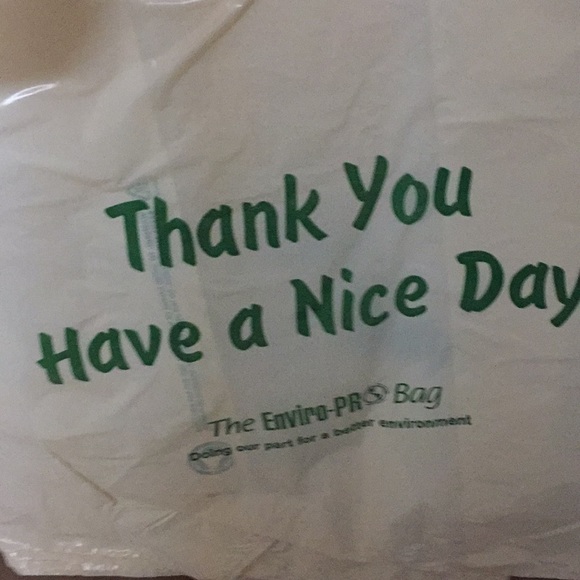 Thank You
Have a Nice Day
The Enviro-PRO Bag
Doing our part for a better environment